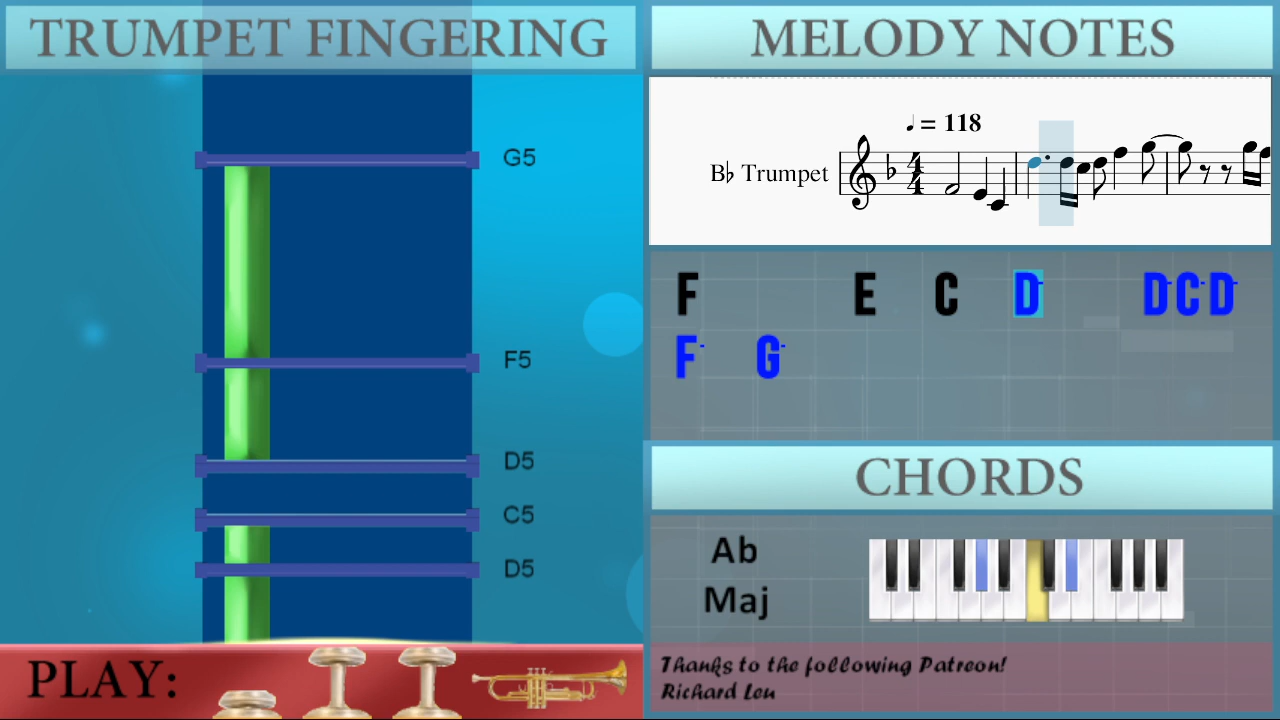 TRUMPET FINGERING
G5
F5
D5
C5
D5
PLAY:
MELODY NOTES
♩ = 118
B♭ Trumpet
4
4
F E C D- D- C- D-
F- G-
CHORDS
Ab
Maj
Thanks to the following Patreon!
Richard Leu